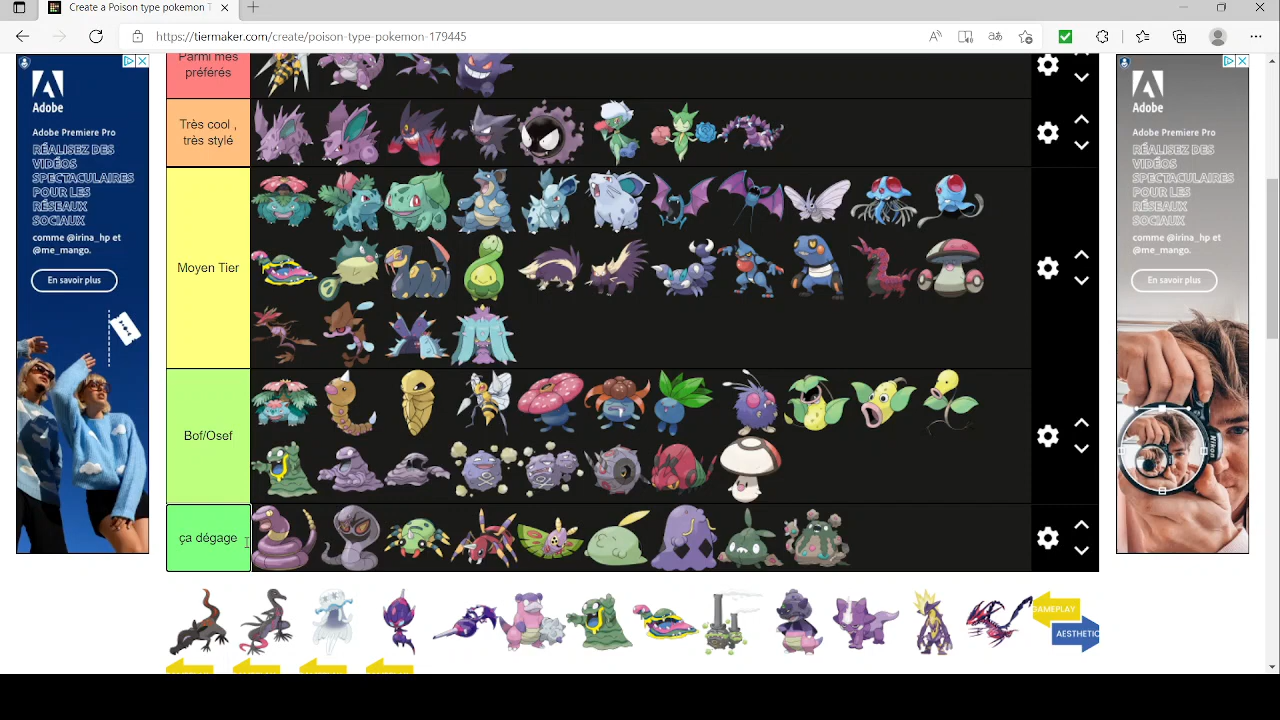 Create a Poison type pokemon T
https://tiermaker.com/create/poison-type-pokemon-179445
Parmi mes
préférés
Très cool ,
très stylé
Moyen Tier
Bof/Osef
ça dégage
GAMEPLAY
AESTHETIC
Adobe
Adobe Premiere Pro
RÉALISEZ DES
VIDÉOS
SPECTACULAIRES
POUR LES
RÉSEAUX
SOCIAUX
comme @irina_hp et
@me_mango.
En savoir plus
Adobe
Adobe Premiere Pro
RÉALISEZ DES
VIDÉOS
SPECTACULAIRES
POUR LES
RÉSEAUX
SOCIAUX
comme @irina_hp et
@me_mango.
En savoir plus
Nikon